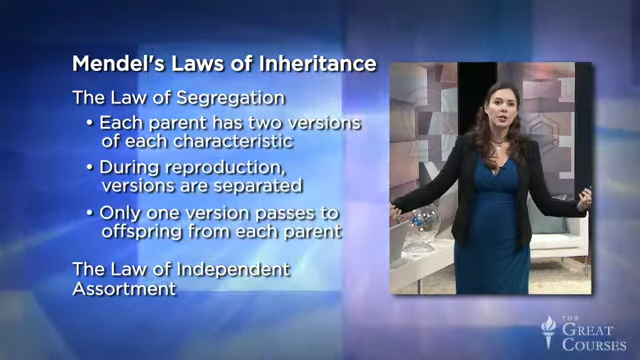 Mendel's Laws of Inheritance
The Law of Segregation
• Each parent has two versions
of each characteristic
• During reproduction,
versions are separated
• Only one version passes to
offspring from each parent
The Law of Independent
Assortment
THE
GREAT
COURSES